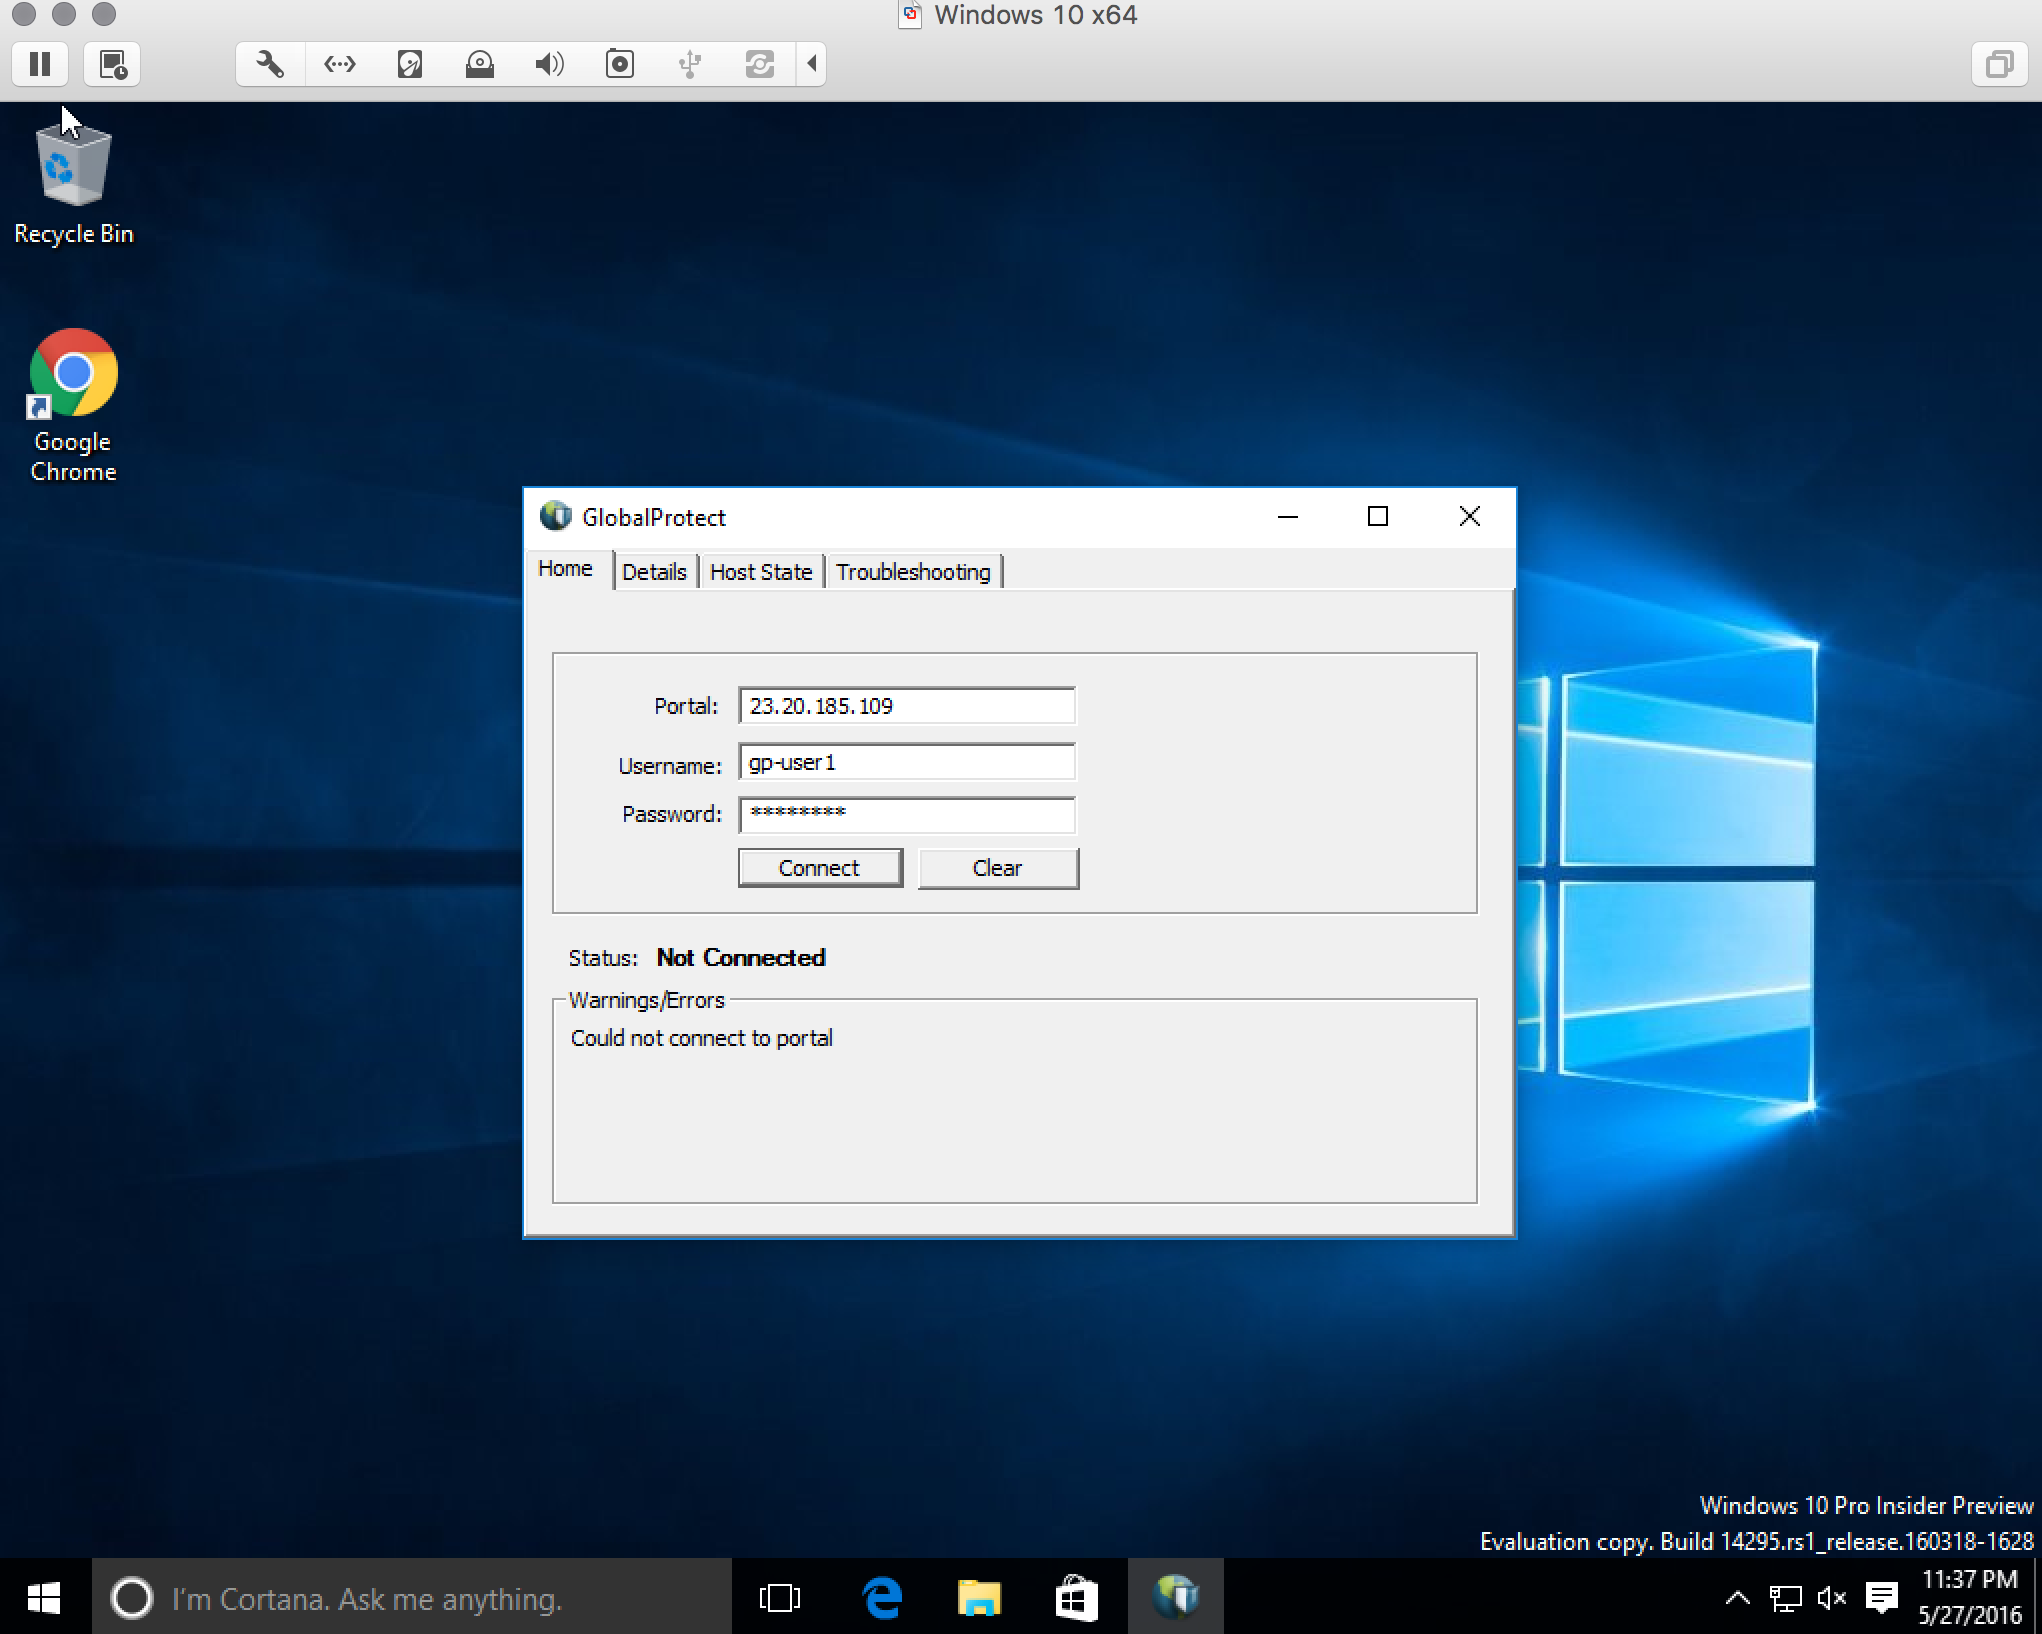 Windows 10 x64
Recycle Bin
Google
Chrome
GlobalProtect
Home
Details
Host State
Troubleshooting
Portal:
23.20.185.109
Username:
gp-user1
Password:
********
Connect
Clear
Status:
Not Connected
Warnings/Errors
Could not connect to portal
Windows 10 Pro Insider Preview
Evaluation copy. Build 14295.rs1_release.160318-1628
I'm Cortana. Ask me anything.
11:37 PM
5/27/2016